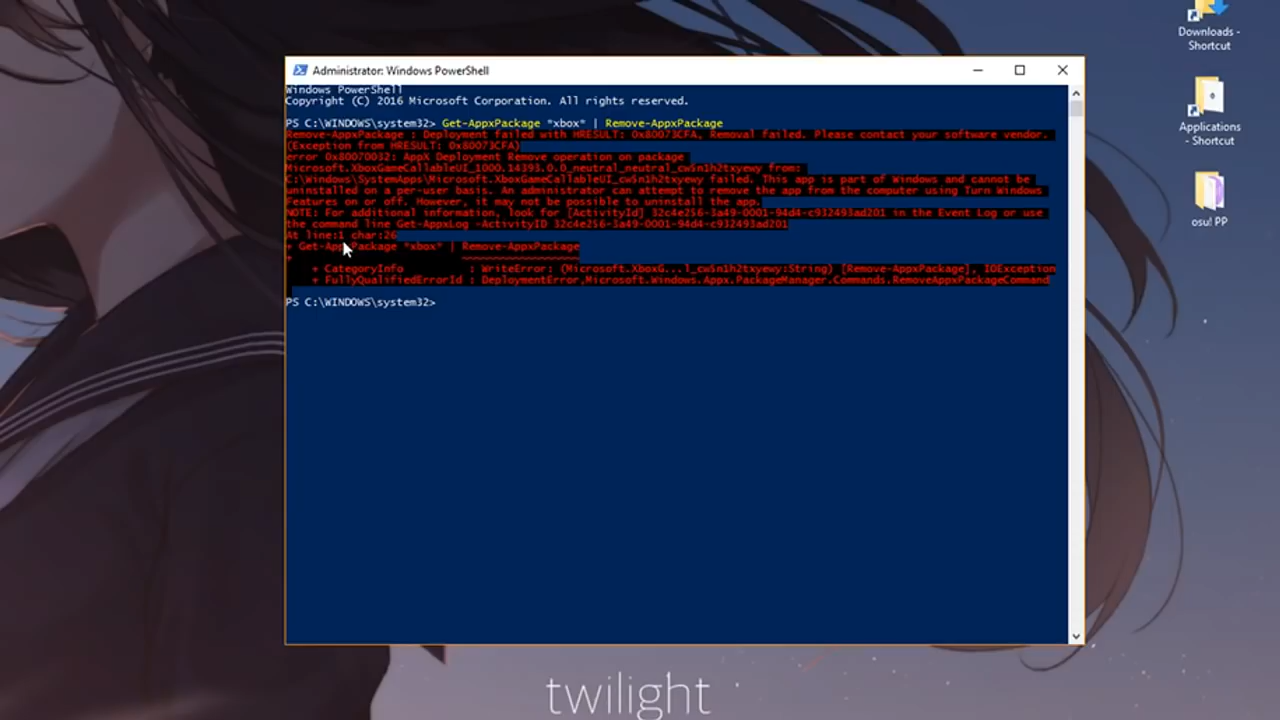 Downloads -
Shortcut
Administrator: Windows PowerShell
Windows PowerShell
Copyright (C) 2016 Microsoft Corporation. All rights reserved.
PS C:\WINDOWS\system32> Get-AppxPackage *xbox* | Remove-AppxPackage
Remove-AppxPackage : Deployment failed with HRESULT: 0x80073CFA, Removal failed. Please contact your software vendor.
(Exception from HRESULT: 0x80073CFA)
error 0x80070032: AppX Deployment Remove operation on package
Microsoft.XboxGameCallableUI_1000.14393.0.0_neutral_neutral_cw5n1h2txyewy from:
C:\Windows\SystemApps\Microsoft.XboxGameCallableUI_cw5n1h2txyewy failed. This app is part of Windows and cannot be
uninstalled on a per-user basis. An administrator can attempt to remove the app from the computer using Turn Windows
Features on or off. However, it may not be possible to uninstall the app.
NOTE: For additional information, look for [ActivityId] 32c4e256-3a49-0001-94d4-c932493ad201 in the Event Log or use
the command line Get-AppxLog -ActivityID 32c4e256-3a49-0001-94d4-c932493ad201
At line:1 char:26
+ Get-AppxPackage *xbox* | Remove-AppxPackage
+                          ~~~~~~~~~~~~~~~~~~
+ CategoryInfo : WriteError: (Microsoft.XboxG...l_cw5n1h2txyewy:String) [Remove-AppxPackage], IOException
+ FullyQualifiedErrorId : DeploymentError,Microsoft.Windows.Appx.PackageManager.Commands.RemoveAppxPackageCommand
PS C:\WINDOWS\system32>
Applications
- Shortcut
osu! PP
twilight